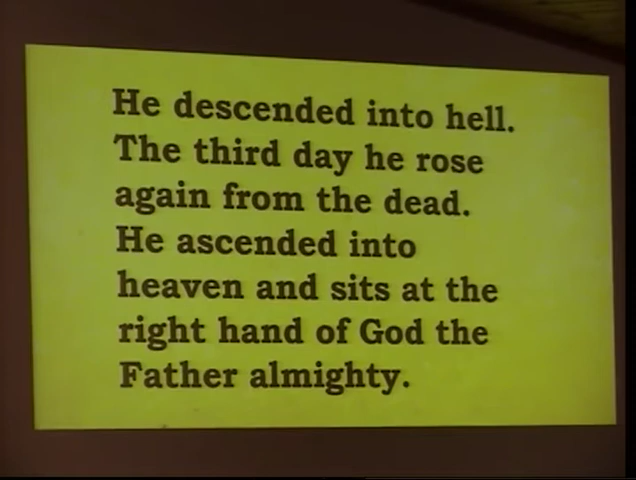 He descended into hell.
The third day he rose
again from the dead.
He ascended into
heaven and sits at the
right hand of God the
Father almighty.